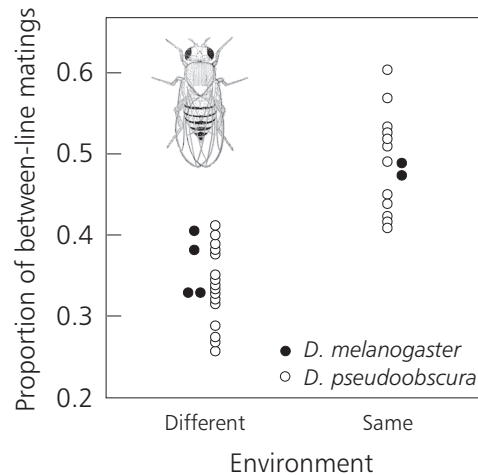 Proportion of between-line matings
0.6
0.5
0.4
0.3
0.2
D. melanogaster
D. pseudoobscura
Different Same
Environment